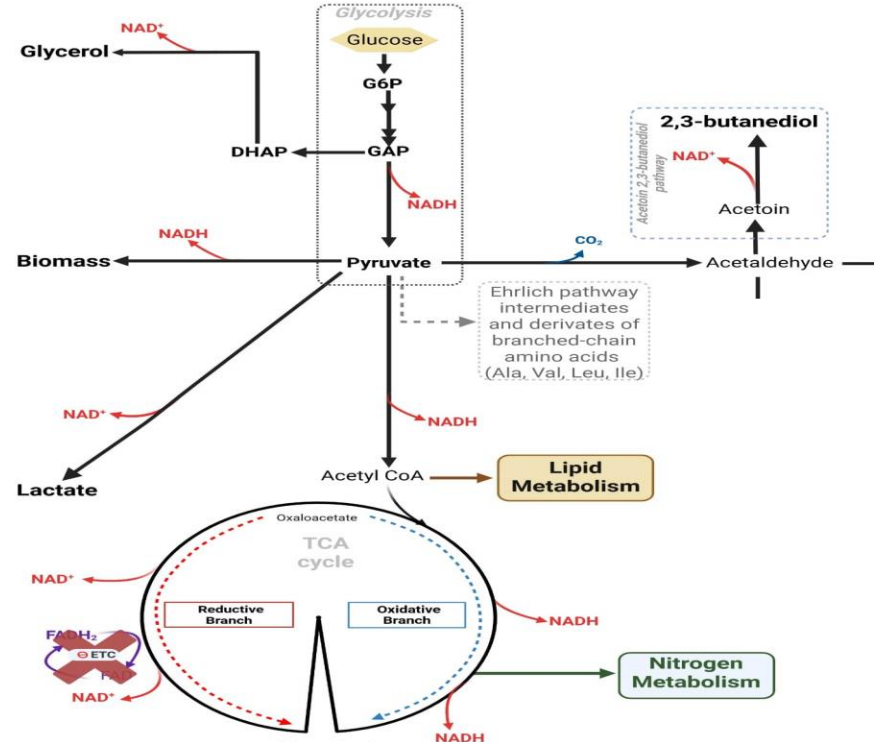 Glycolysis
Glucose
NAD⁺
Glycerol
G6P
DHAP
GAP
NADH
2,3-butanediol
Acetoin 2,3-butanediol
pathway
NAD⁺
Acetoin
NADH
Biomass
Pyruvate
CO₂
Acetaldehyde
Ehrlich pathway
intermediates
and derivates of
branched-chain
amino acids
(Ala, Val, Leu, Ile)
NAD⁺
NADH
Lactate
Acetyl CoA
Lipid
Metabolism
Oxaloacetate
TCA
cycle
NAD⁺
Reductive
Branch
Oxidative
Branch
NADH
FADH₂
⊖ ETC
FAD
NAD⁺
Nitrogen
Metabolism
NADH